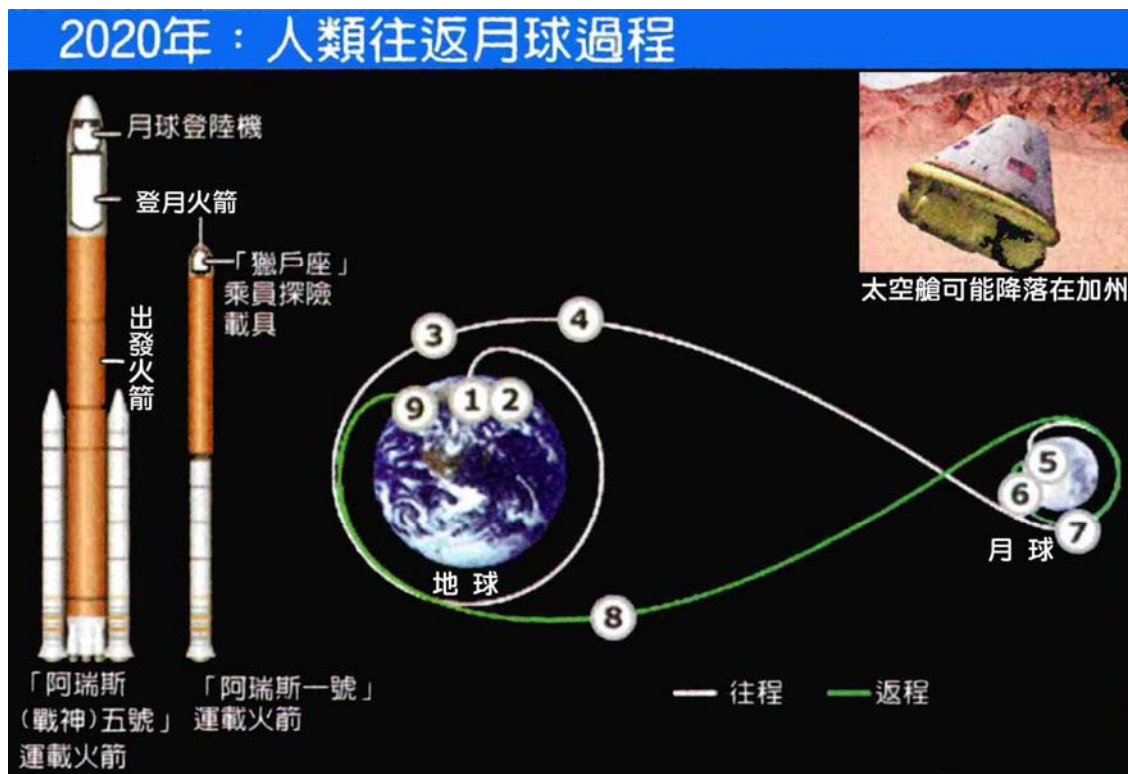 2020年：人類往返月球過程
月球登陸機
登月火箭
「獵戶座」
乘員探險
載具
出發火箭
太空艙可能降落在加州
3
4
9
1
2
5
6
7
月球
地球
8
往程
返程
「阿瑞斯
(戰神)五號」
運載火箭
「阿瑞斯一號」
運載火箭